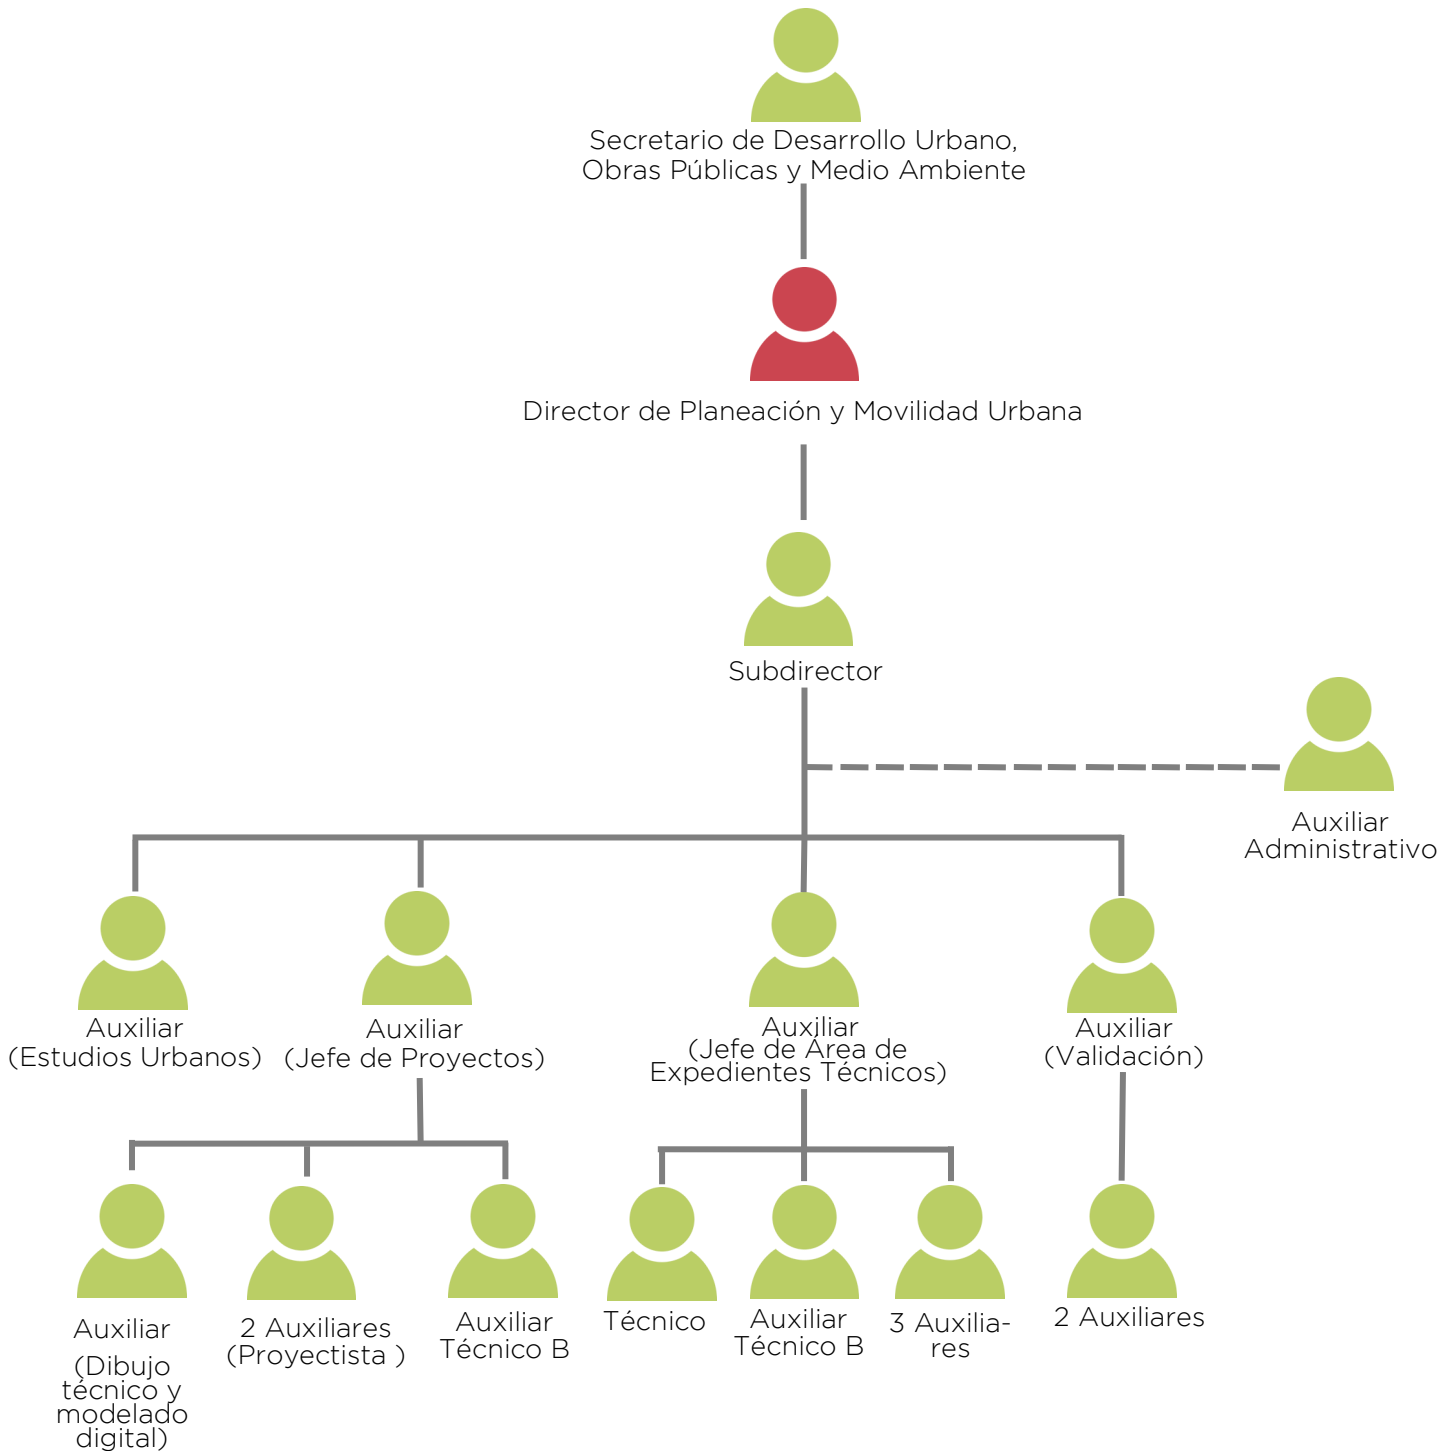 Secretario de Desarrollo Urbano,
Obras Públicas y Medio Ambiente
Director de Planeación y Movilidad Urbana
Subdirector
Auxiliar
Administrativo
Auxiliar
(Estudios Urbanos)
Auxiliar
(Jefe de Proyectos)
Auxiliar
(Jefe de Área de
Expedientes Técnicos)
Auxiliar
(Validación)
Auxiliar
(Dibujo
técnico y
modelado
digital)
2 Auxiliares
(Proyectista )
Auxiliar
Técnico B
Técnico
Auxiliar
Técnico B
3 Auxilia-
res
2 Auxiliares